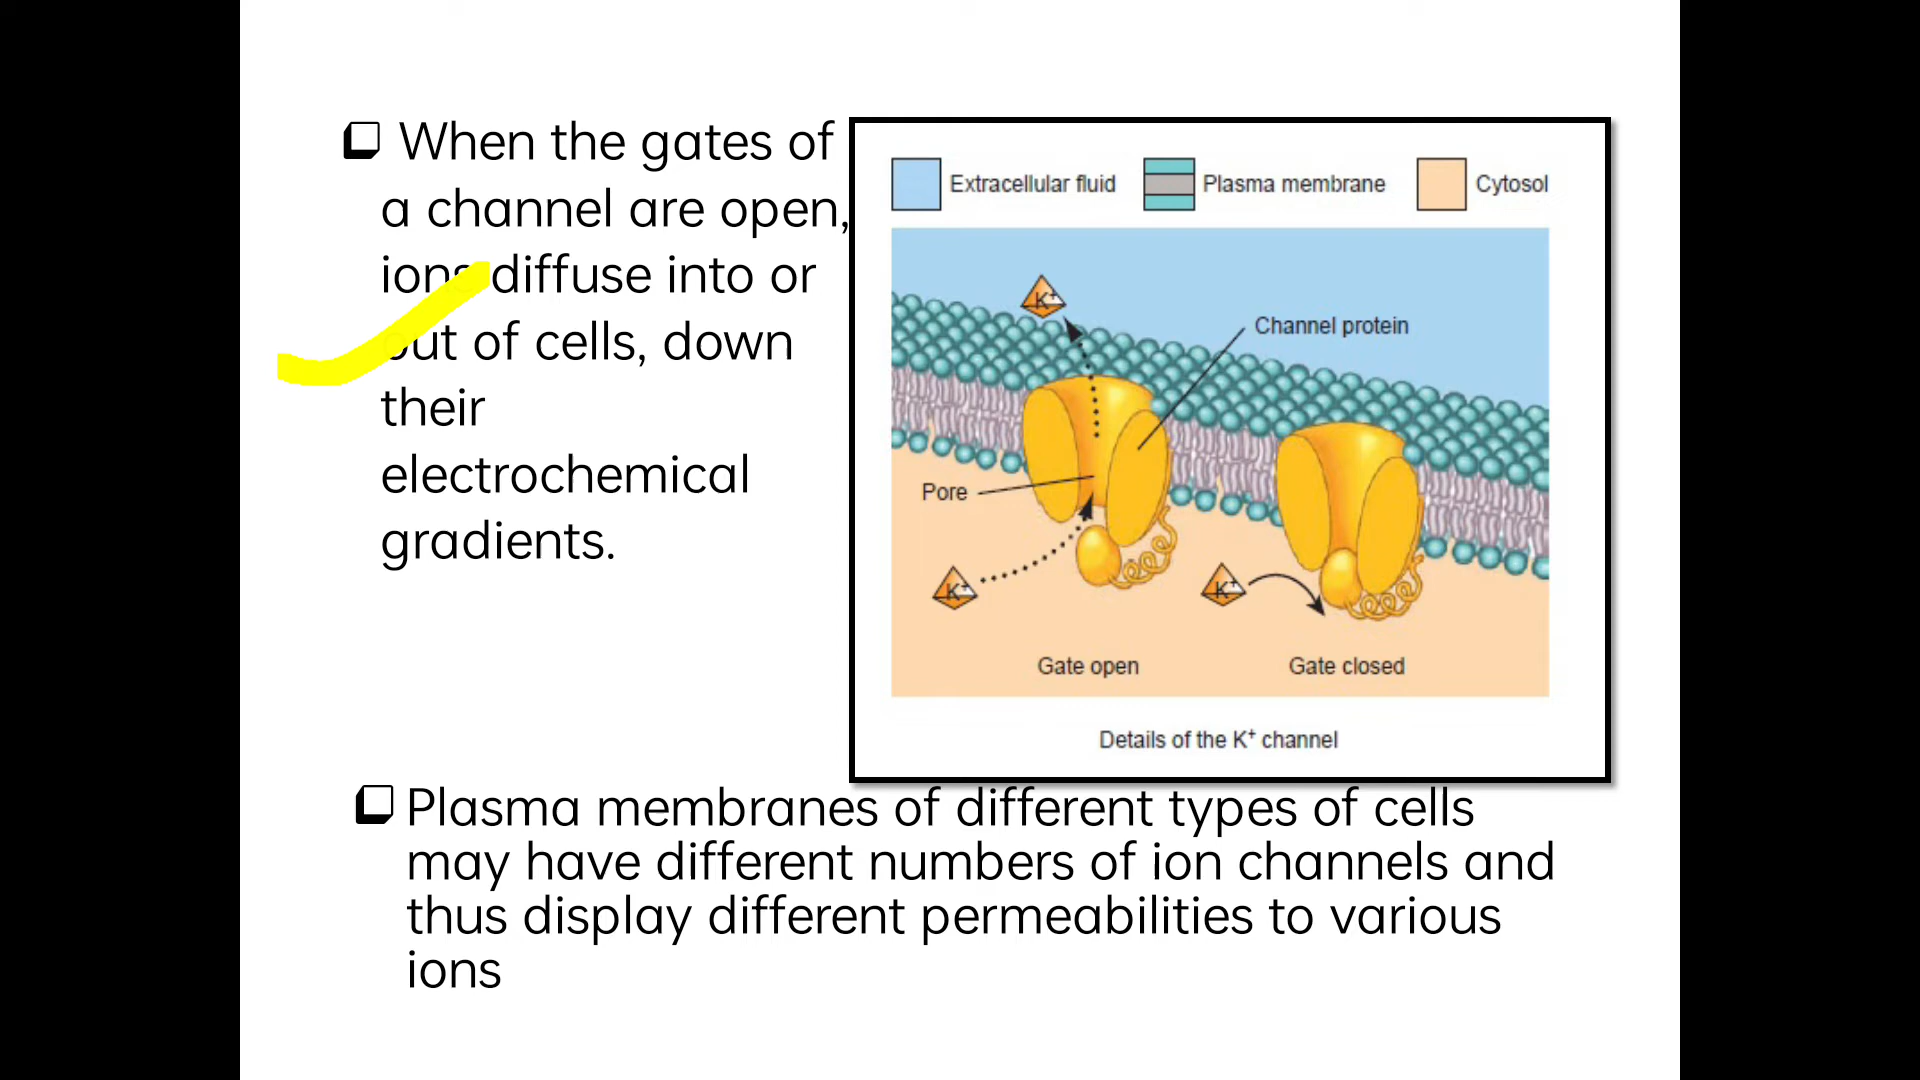 When the gates of
a channel are open,
ions diffuse into or
out of cells, down
their
electrochemical
gradients.
Extracellular fluid
Plasma membrane
Cytosol
K⁺
Channel protein
Pore
K⁺
K⁺
Gate open
Gate closed
Details of the K⁺ channel
Plasma membranes of different types of cells
may have different numbers of ion channels and
thus display different permeabilities to various
ions